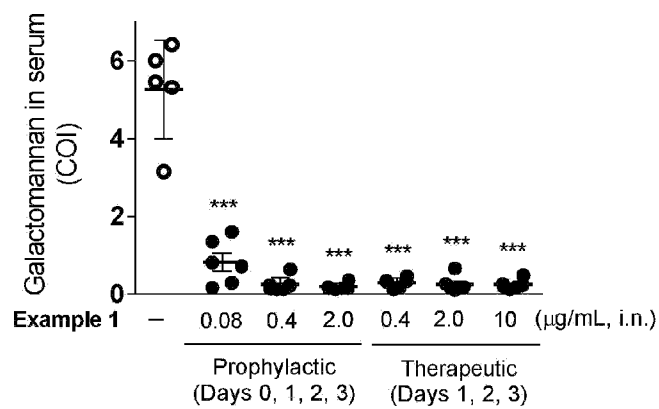 Galactomannan in serum
(COI)
6
4
2
0
***
***
***
***
***
***
Example 1 – 0.08 0.4 2.0 0.4 2.0 10 (μg/mL, i.n.)
Prophylactic Therapeutic
(Days 0, 1, 2, 3) (Days 1, 2, 3)